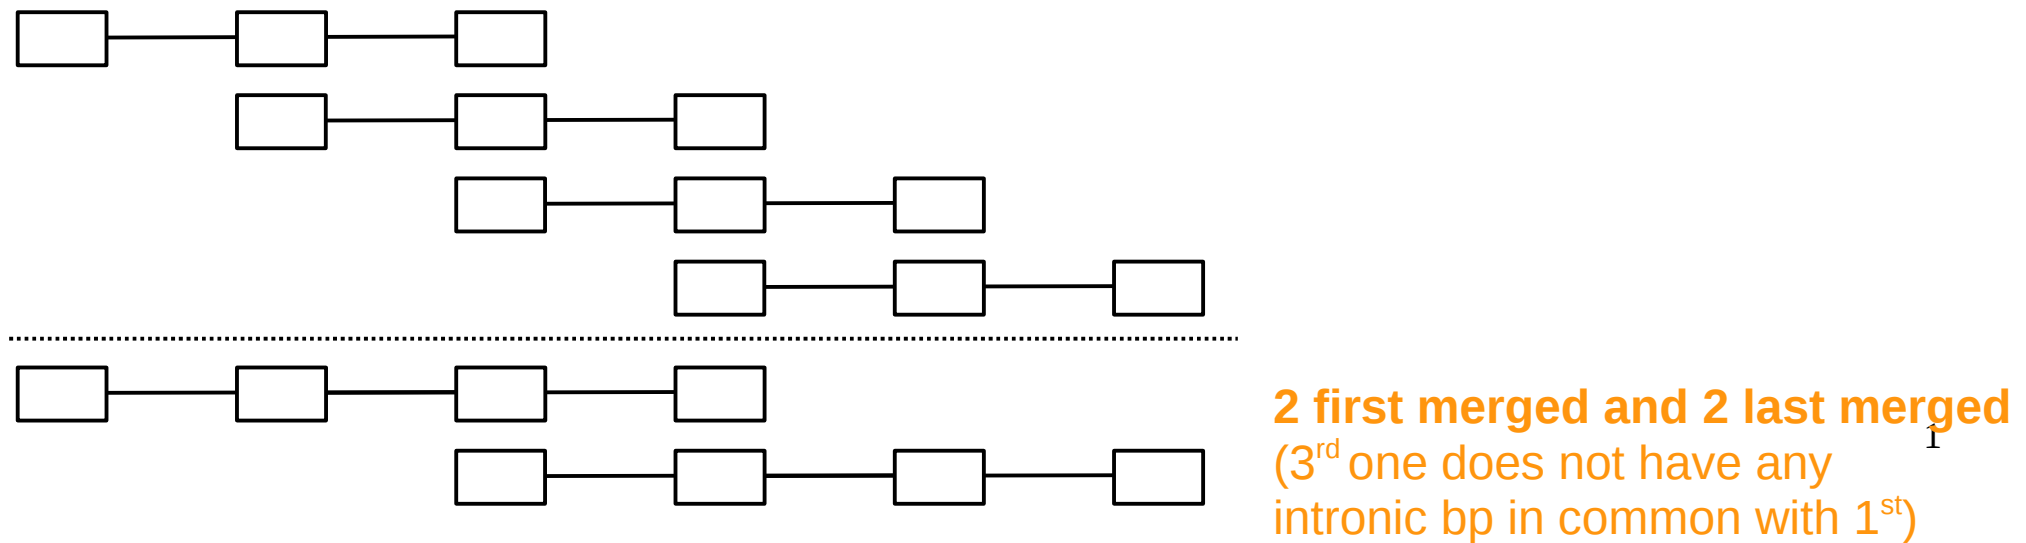 2 first merged and 2 last merged
1
(3rd one does not have any
intronic bp in common with 1st)